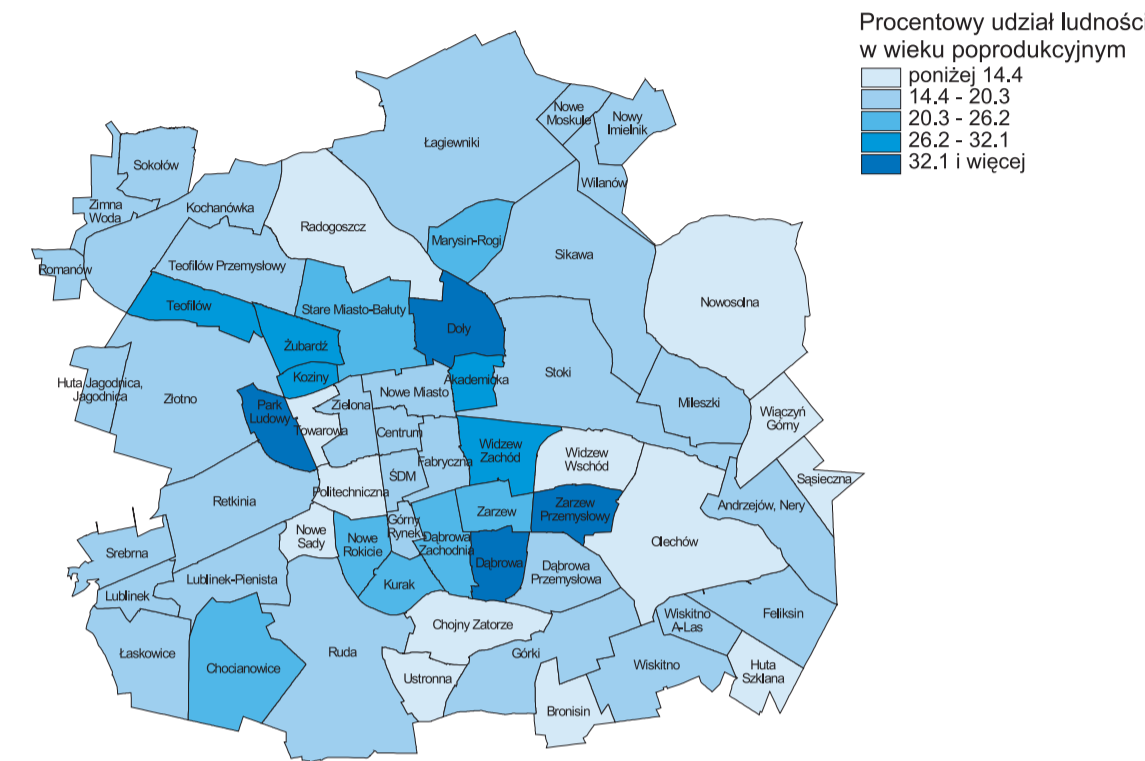 Procentowy udział ludności
w wieku poprodukcyjnym
poniżej 14.4
14.4 - 20.3
20.3 - 26.2
26.2 - 32.1
32.1 i więcej
Nowe
Moskule
Nowy
Imielnik
Łagiewniki
Sokołów
Wilanów
Zimna
Woda
Kochanówka
Radogoszcz
Marysin-Rogi
Sikawa
Romanów
Teofilów Przemysłowy
Nowosolna
Teofilów
Stare Miasto-Bałuty
Doły
Żubardź
Koziny
Akademicka
Stoki
Huta Jagodnica,
Jagodnica
Złotno
Nowe Miasto
Mileszki
Park
Ludowy
Zielona
Towarowa
Centrum
Wiączyń
Górny
Widzew
Zachód
Widzew
Wschód
Fabryczna
ŚDM
Sąsieczna
Politechniczna
Retkinia
Andrzejów, Nery
Zarzew
Zarzew
Przemysłowy
Górny
Rynek
Nowe
Sady
Nowe
Rokicie
Dąbrowa
Zachodnia
Olechów
Srebrna
Dąbrowa
Dąbrowa
Przemysłowa
Lublinek-Pienista
Kurak
Lublinek
Wiskitno
A-Las
Feliksin
Chojny Zatorze
Łaskowice
Chocianowice
Ruda
Górki
Wiskitno
Huta
Szklana
Ustronna
Bronisin